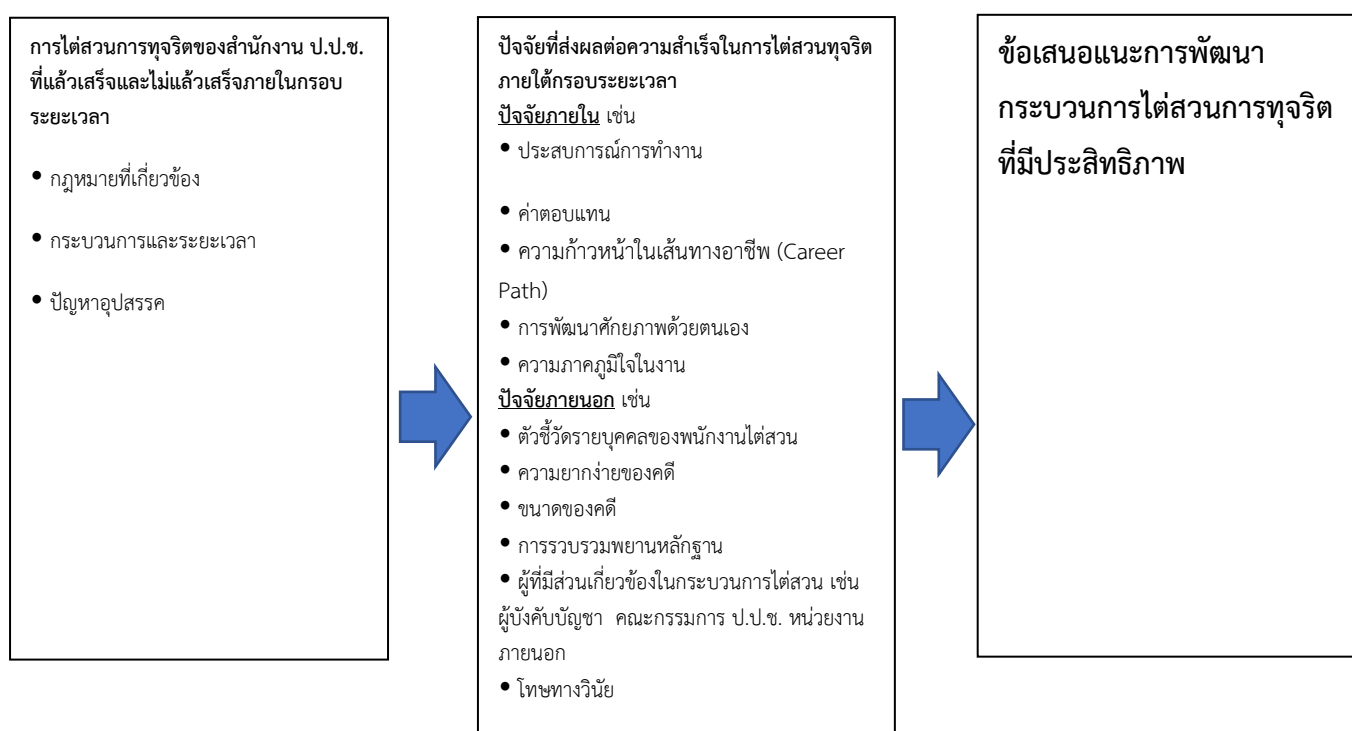 การไต่สวนการทุจริตของสำนักงาน ป.ป.ช.
ที่แล้วเสร็จและไม่แล้วเสร็จภายในกรอบ
ระยะเวลา
• กฎหมายที่เกี่ยวข้อง
• กระบวนการและระยะเวลา
• ปัญหาอุปสรรค
ปัจจัยที่ส่งผลต่อความสำเร็จในการไต่สวนทุจริต
ภายใต้กรอบระยะเวลา
ปัจจัยภายใน เช่น
• ประสบการณ์การทำงาน
• ค่าตอบแทน
• ความก้าวหน้าในเส้นทางอาชีพ (Career
Path)
• การพัฒนาศักยภาพด้วยตนเอง
• ความภาคภูมิใจในงาน
ปัจจัยภายนอก เช่น
• ตัวชี้วัดรายบุคคลของพนักงานไต่สวน
• ความยากง่ายของคดี
• ขนาดของคดี
• การรวบรวมพยานหลักฐาน
• ผู้ที่มีส่วนเกี่ยวข้องในกระบวนการไต่สวน เช่น
ผู้บังคับบัญชา คณะกรรมการ ป.ป.ช. หน่วยงาน
ภายนอก
• โทษทางวินัย
ข้อเสนอแนะการพัฒนา
กระบวนการไต่สวนการทุจริต
ที่มีประสิทธิภาพ